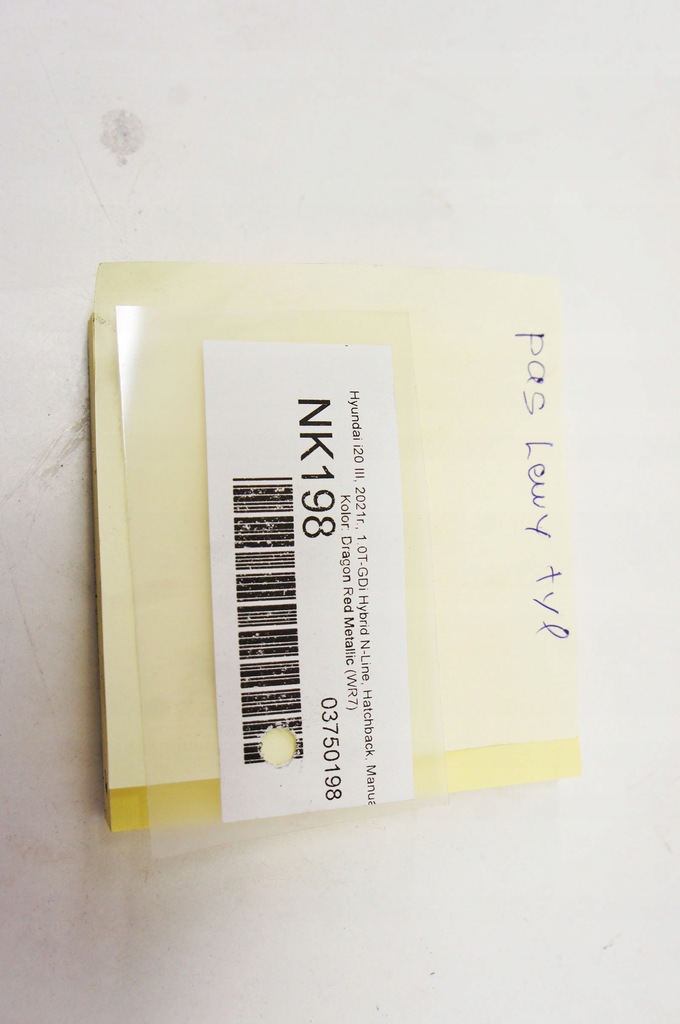 pas Lewy tył
Hyundai i20 III, 2021r., 1.0T-GDi Hybrid N-Line, Hatchback, Manua
Kolor: Dragon Red Metallic (WR7)
NK198
03750198